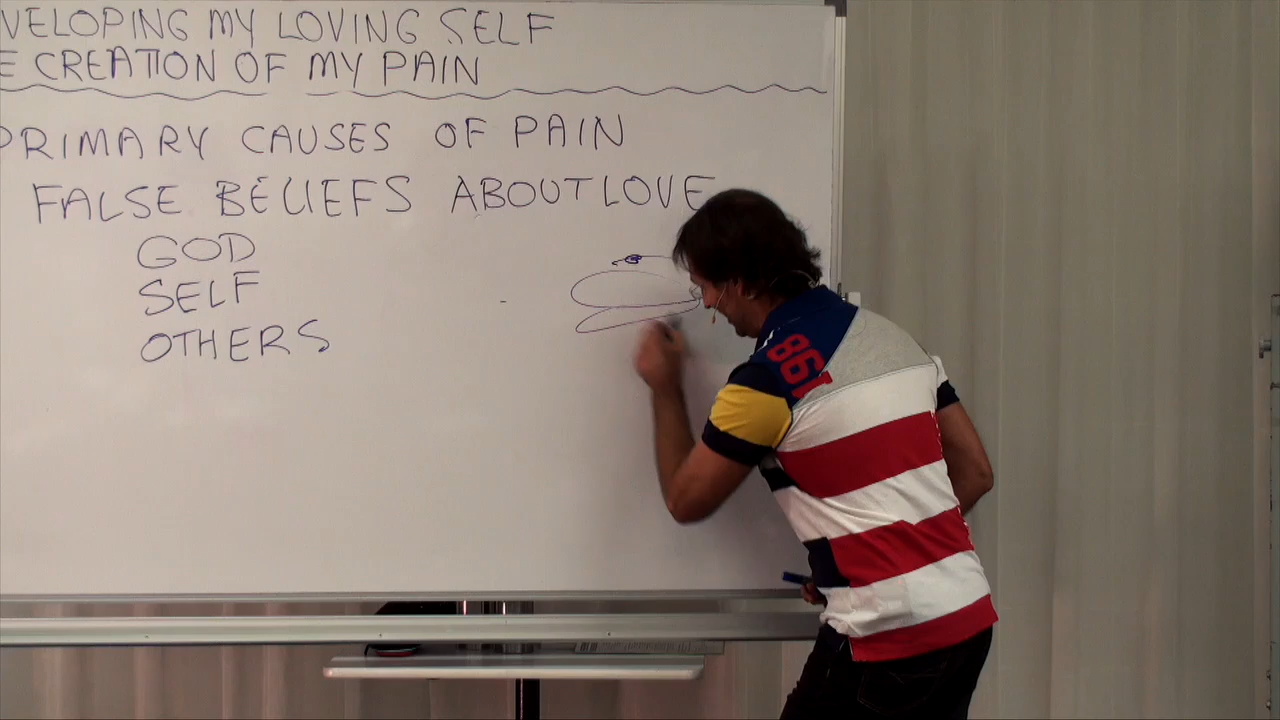 VELOPING MY LOVING SELF
E CREATION OF MY PAIN
PRIMARY CAUSES OF PAIN
FALSE BELIEFS ABOUT LOVE
GOD
SELF
OTHERS
1986